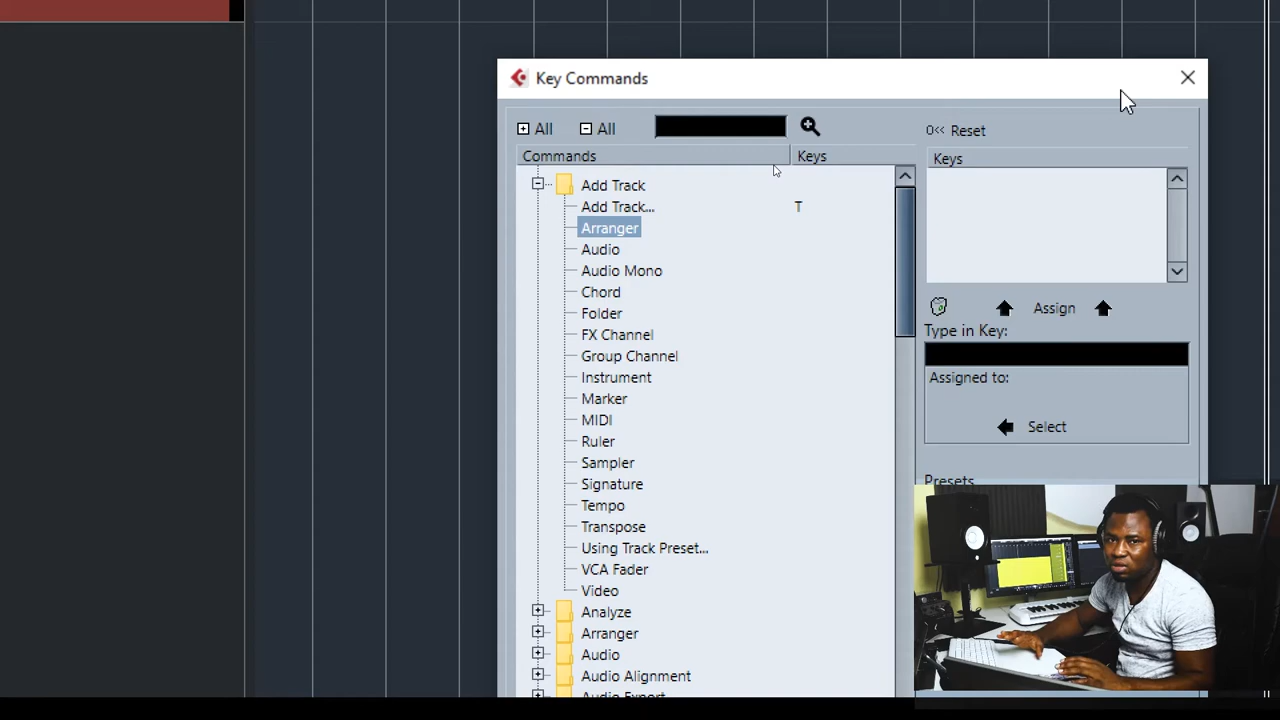 Key Commands
All
All
0<< Reset
Commands
Keys
Keys
Add Track
Add Track...
T
Arranger
Audio
Audio Mono
Chord
Folder
Assign
FX Channel
Type in Key:
Group Channel
Instrument
Assigned to:
Marker
MIDI
Select
Ruler
Sampler
Signature
Presets
Tempo
Transpose
Using Track Preset...
VCA Fader
Video
Analyze
Arranger
Audio
Audio Alignment
Audio Export